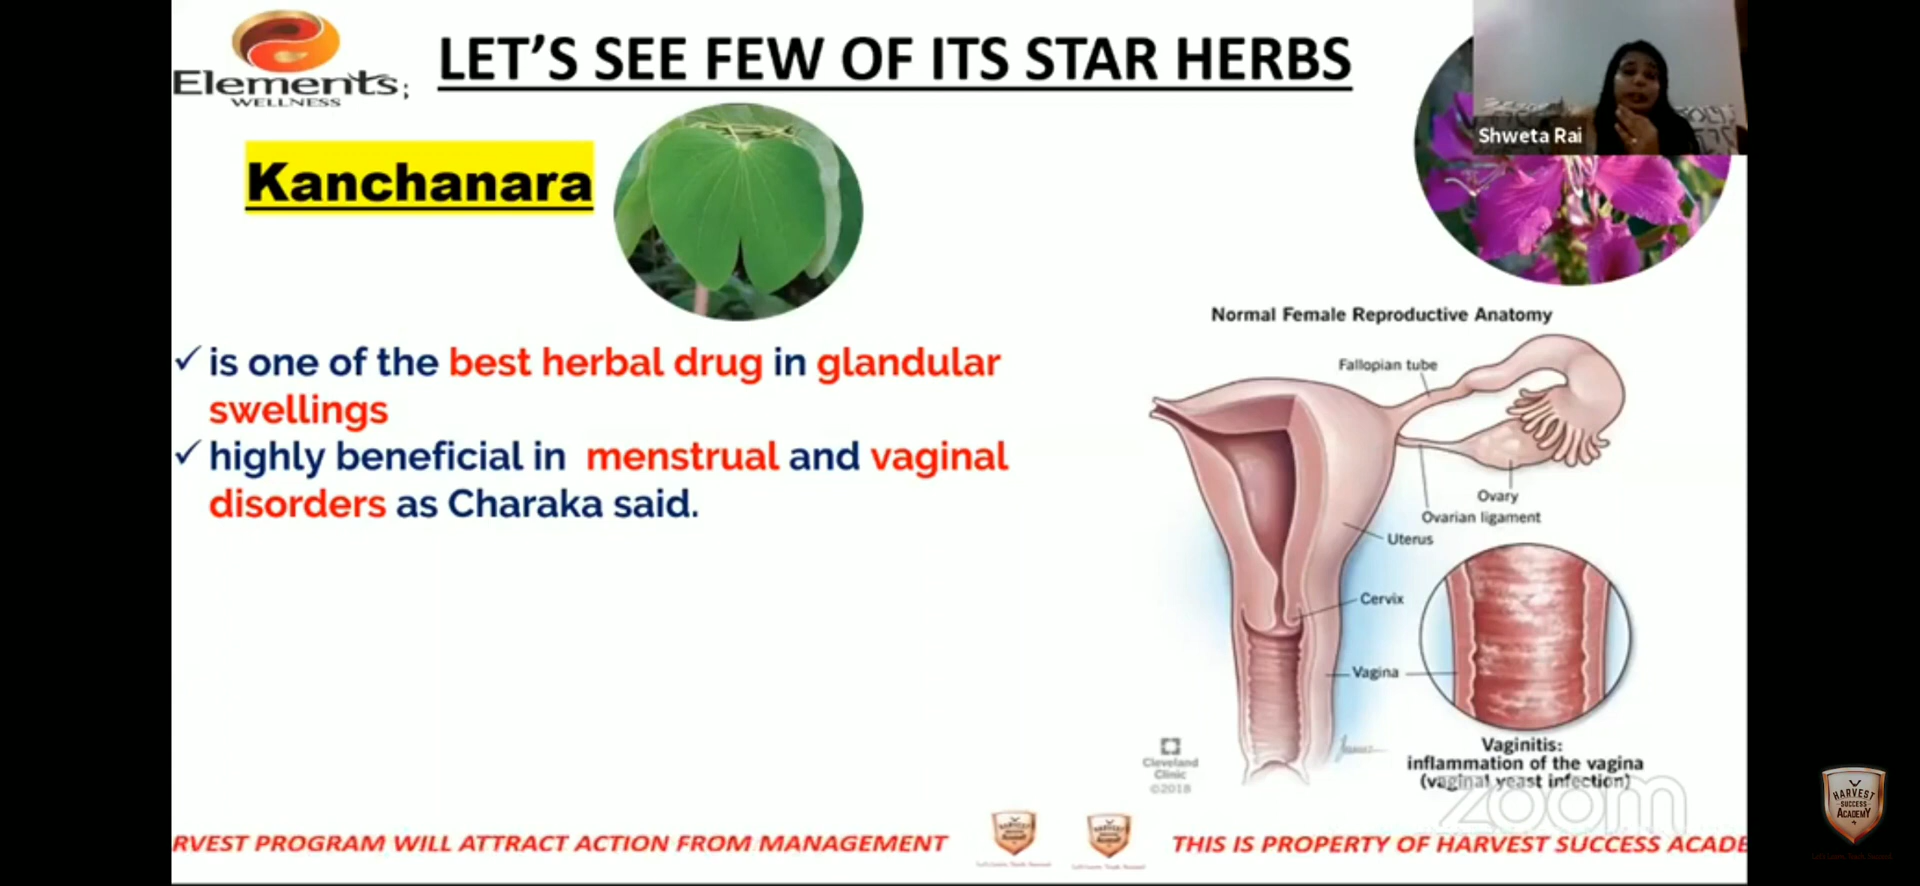 Elements
WELLNESS
LET'S SEE FEW OF ITS STAR HERBS
Shweta Rai
Kanchanara
✓ is one of the best herbal drug in glandular
swellings
✓ highly beneficial in menstrual and vaginal
disorders as Charaka said.
Normal Female Reproductive Anatomy
Fallopian tube
Ovary
Ovarian ligament
Uterus
Cervix
Vagina
Vaginitis:
inflammation of the vagina
(vaginal yeast infection)
Cleveland
Clinic
©2018
zoom
RVEST PROGRAM WILL ATTRACT ACTION FROM MANAGEMENT
THIS IS PROPERTY OF HARVEST SUCCESS ACADE
HARVEST
SUCCESS
ACADEMY